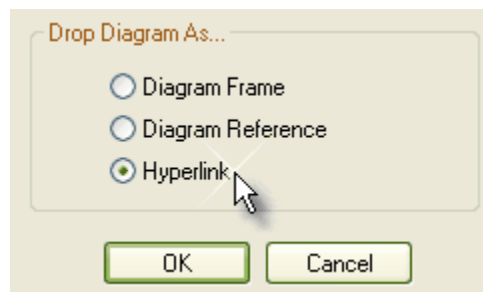 Drop Diagram As...
Diagram Frame
Diagram Reference
Hyperlink
OK
Cancel